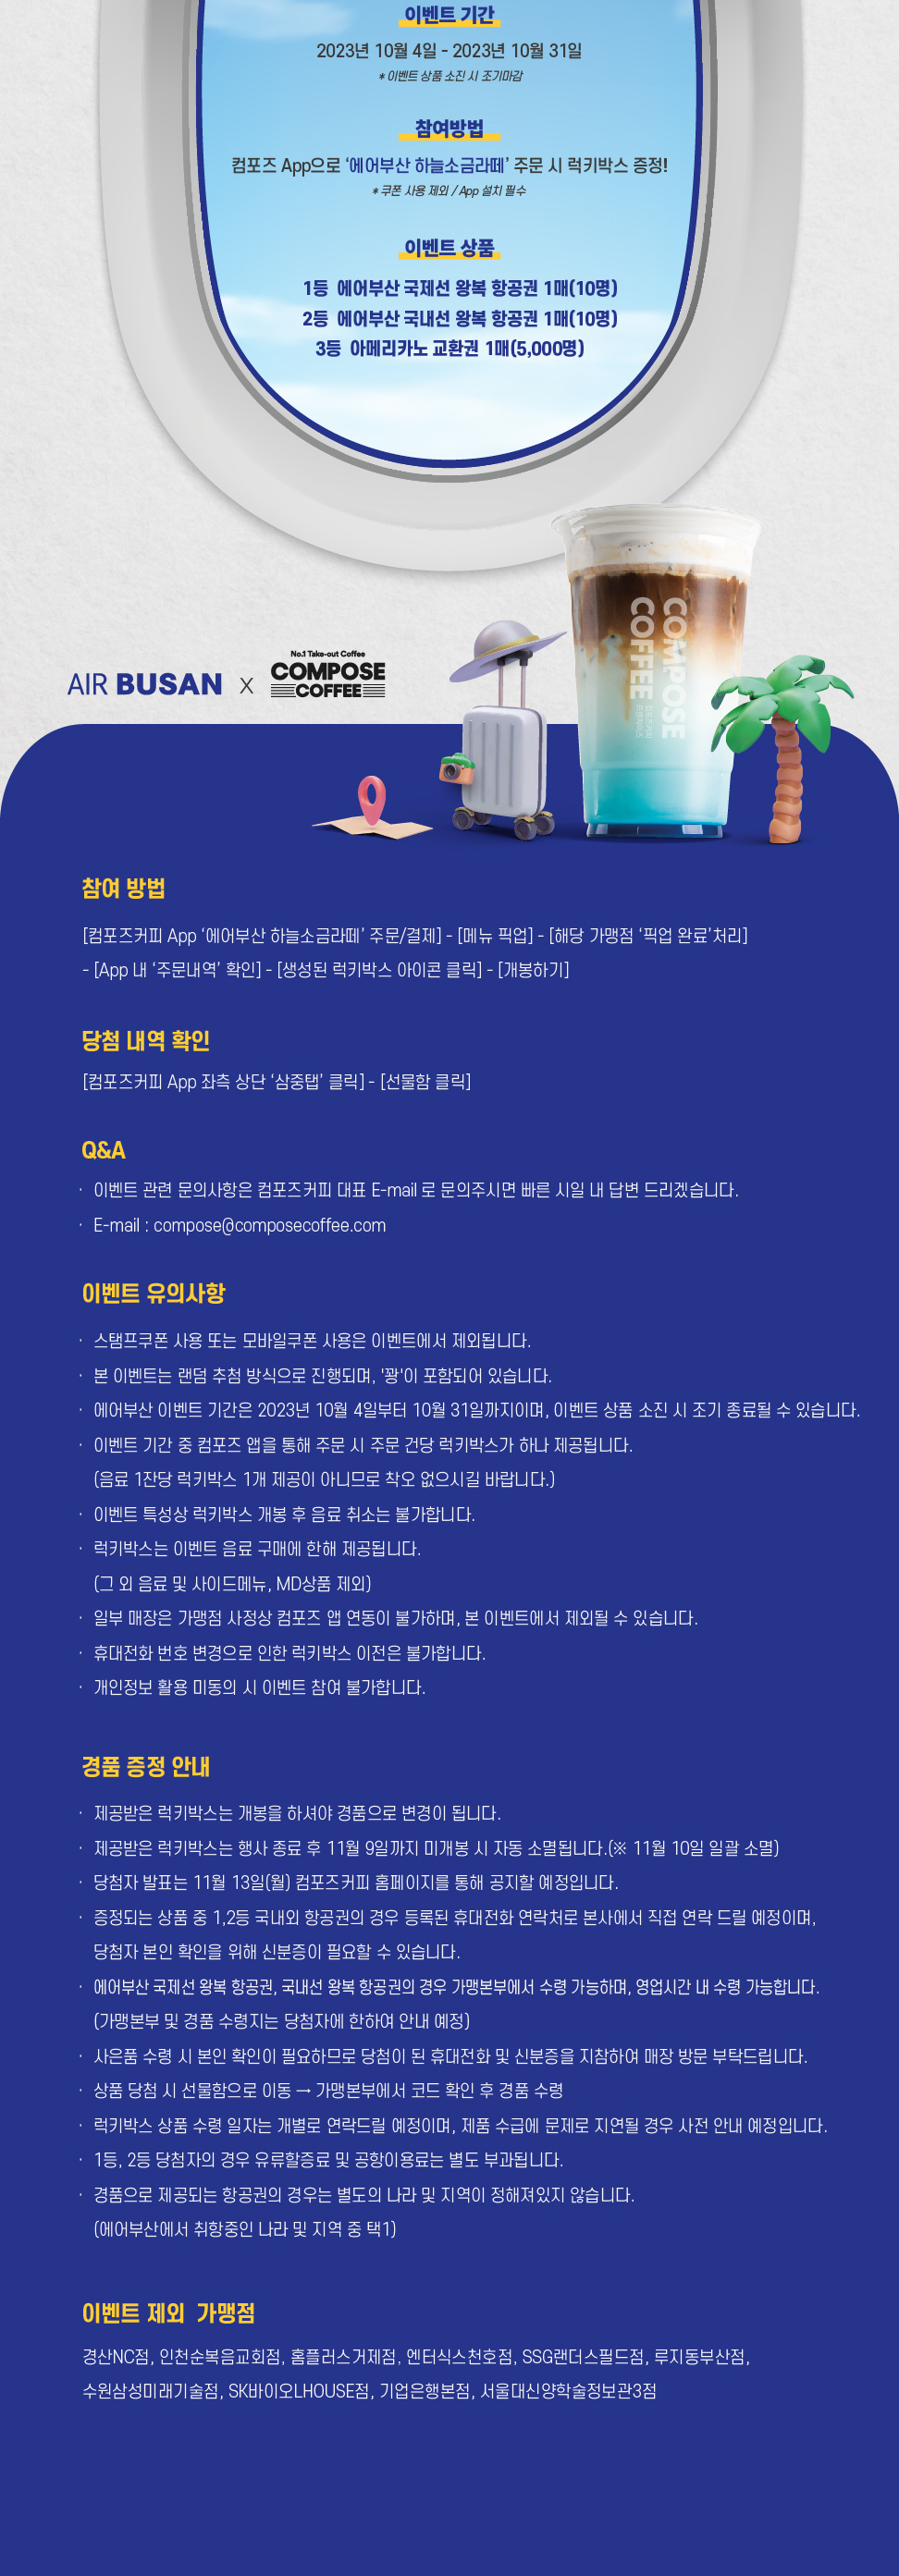 이벤트 기간
2023년 10월 4일 - 2023년 10월 31일
* 이벤트 상품 소진 시 조기마감
참여방법
컴포즈 App으로 ‘에어부산 하늘소금라떼’ 주문 시 럭키박스 증정!
* 쿠폰 사용 제외 / App 설치 필수
이벤트 상품
1등 에어부산 국제선 왕복 항공권 1매(10명)
2등 에어부산 국내선 왕복 항공권 1매(10명)
3등 아메리카노 교환권 1매(5,000명)
COMPOSE
COFFEE
AIR BUSAN X No.1 Take-out Coffee
COMPOSE
COFFEE
참여 방법
[컴포즈커피 App ‘에어부산 하늘소금라떼’ 주문/결제] - [메뉴 픽업] - [해당 가맹점 ‘픽업 완료’처리]
- [App 내 ‘주문내역’ 확인] - [생성된 럭키박스 아이콘 클릭] - [개봉하기]
당첨 내역 확인
[컴포즈커피 App 좌측 상단 ‘삼중탭’ 클릭] - [선물함 클릭]
Q&A
· 이벤트 관련 문의사항은 컴포즈커피 대표 E-mail 로 문의주시면 빠른 시일 내 답변 드리겠습니다.
· E-mail : compose@composecoffee.com
이벤트 유의사항
· 스탬프쿠폰 사용 또는 모바일쿠폰 사용은 이벤트에서 제외됩니다.
· 본 이벤트는 랜덤 추첨 방식으로 진행되며, '꽝'이 포함되어 있습니다.
· 에어부산 이벤트 기간은 2023년 10월 4일부터 10월 31일까지이며, 이벤트 상품 소진 시 조기 종료될 수 있습니다.
· 이벤트 기간 중 컴포즈 앱을 통해 주문 시 주문 건당 럭키박스가 하나 제공됩니다.
(음료 1잔당 럭키박스 1개 제공이 아니므로 착오 없으시길 바랍니다.)
· 이벤트 특성상 럭키박스 개봉 후 음료 취소는 불가합니다.
· 럭키박스는 이벤트 음료 구매에 한해 제공됩니다.
(그 외 음료 및 사이드메뉴, MD상품 제외)
· 일부 매장은 가맹점 사정상 컴포즈 앱 연동이 불가하며, 본 이벤트에서 제외될 수 있습니다.
· 휴대전화 번호 변경으로 인한 럭키박스 이전은 불가합니다.
· 개인정보 활용 미동의 시 이벤트 참여 불가합니다.
경품 증정 안내
· 제공받은 럭키박스는 개봉을 하셔야 경품으로 변경이 됩니다.
· 제공받은 럭키박스는 행사 종료 후 11월 9일까지 미개봉 시 자동 소멸됩니다.(※ 11월 10일 일괄 소멸)
· 당첨자 발표는 11월 13일(월) 컴포즈커피 홈페이지를 통해 공지할 예정입니다.
· 증정되는 상품 중 1,2등 국내외 항공권의 경우 등록된 휴대전화 연락처로 본사에서 직접 연락 드릴 예정이며,
당첨자 본인 확인을 위해 신분증이 필요할 수 있습니다.
· 에어부산 국제선 왕복 항공권, 국내선 왕복 항공권의 경우 가맹본부에서 수령 가능하며, 영업시간 내 수령 가능합니다.
(가맹본부 및 경품 수령지는 당첨자에 한하여 안내 예정)
· 사은품 수령 시 본인 확인이 필요하므로 당첨이 된 휴대전화 및 신분증을 지참하여 매장 방문 부탁드립니다.
· 상품 당첨 시 선물함으로 이동 → 가맹본부에서 코드 확인 후 경품 수령
· 럭키박스 상품 수령 일자는 개별로 연락드릴 예정이며, 제품 수급에 문제로 지연될 경우 사전 안내 예정입니다.
· 1등, 2등 당첨자의 경우 유류할증료 및 공항이용료는 별도 부과됩니다.
· 경품으로 제공되는 항공권의 경우는 별도의 나라 및 지역이 정해져있지 않습니다.
(에어부산에서 취항중인 나라 및 지역 중 택1)
이벤트 제외 가맹점
경산NC점, 인천순복음교회점, 홈플러스거제점, 엔터식스천호점, SSG랜더스필드점, 루지동부산점,
수원삼성미래기술점, SK바이오LHOUSE점, 기업은행본점, 서울대신양학술정보관3점